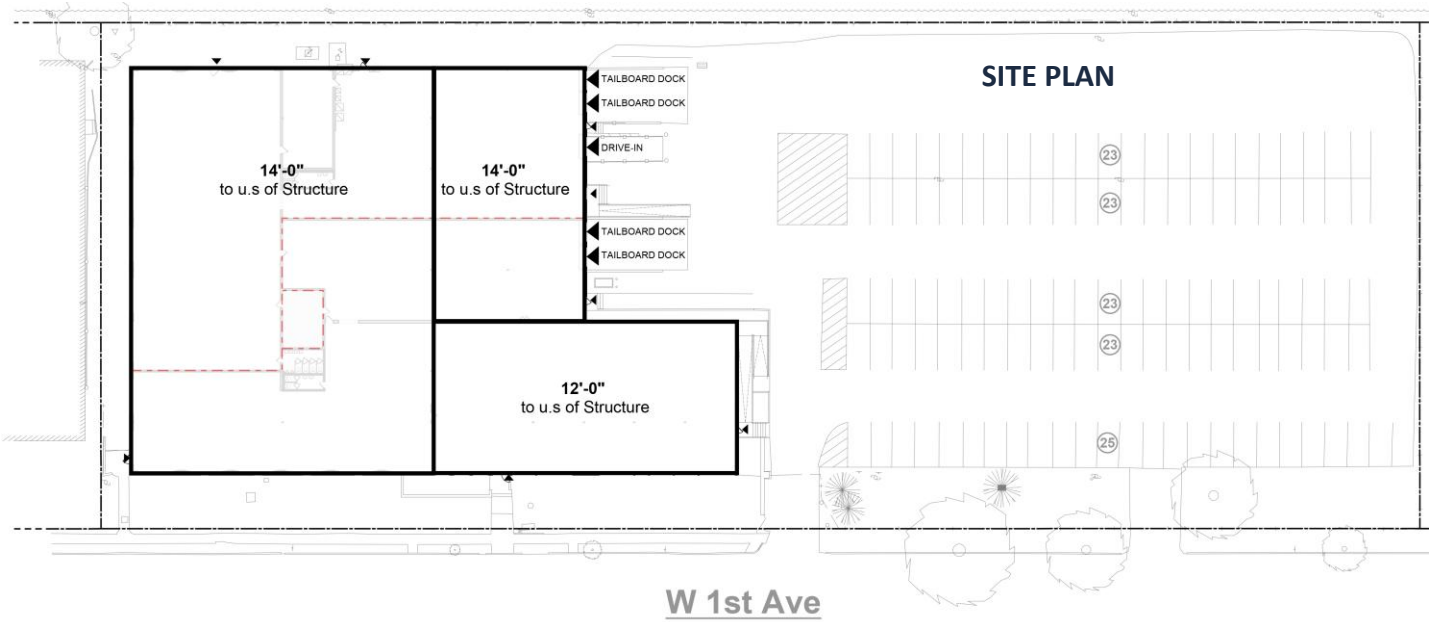 SITE PLAN
TAILBOARD DOCK
TAILBOARD DOCK
DRIVE-IN
14'-0"
to u.s of Structure
14'-0"
to u.s of Structure
TAILBOARD DOCK
TAILBOARD DOCK
12'-0"
to u.s of Structure
23
23
23
23
25
W 1st Ave